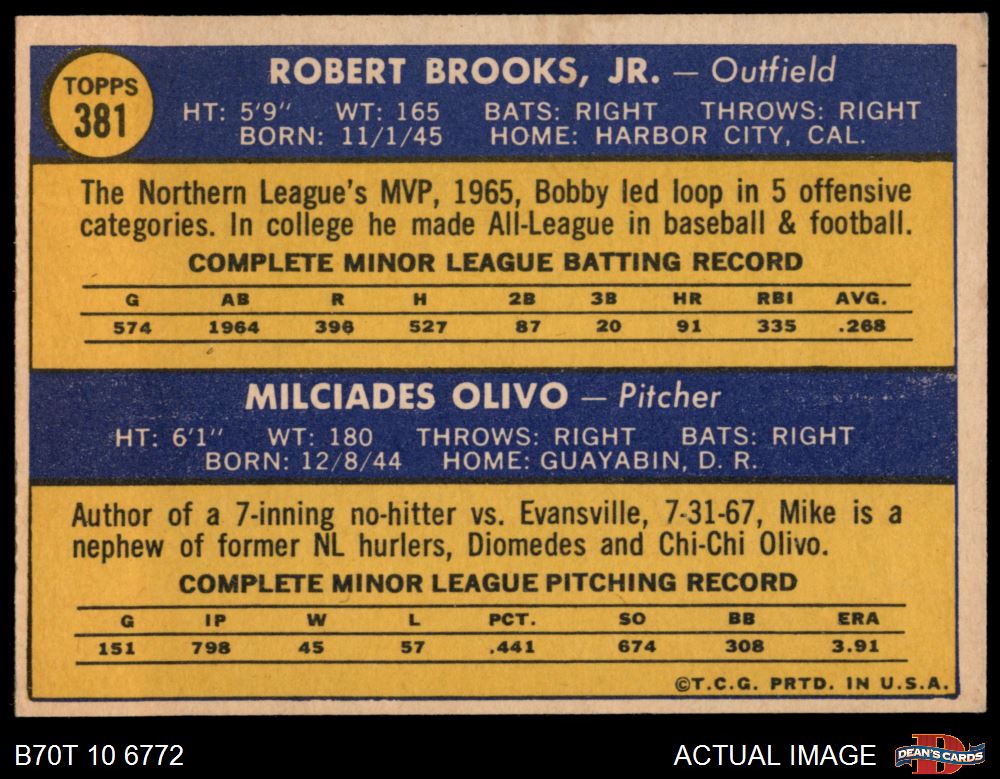 TOPPS
381
ROBERT BROOKS, JR. — Outfield
HT: 5'9" WT: 165 BATS: RIGHT THROWS: RIGHT
BORN: 11/1/45 HOME: HARBOR CITY, CAL.
The Northern League's MVP, 1965, Bobby led loop in 5 offensive
categories. In college he made All-League in baseball & football.
COMPLETE MINOR LEAGUE BATTING RECORD
G AB R H 2B 3B HR RBI AVG.
574 1964 396 527 87 20 91 335 .268
MILCIADES OLIVO — Pitcher
HT: 6'1" WT: 180 THROWS: RIGHT BATS: RIGHT
BORN: 12/8/44 HOME: GUAYABIN, D. R.
Author of a 7-inning no-hitter vs. Evansville, 7-31-67, Mike is a
nephew of former NL hurlers, Diomedes and Chi-Chi Olivo.
COMPLETE MINOR LEAGUE PITCHING RECORD
G IP W L PCT. SO BB ERA
151 798 45 57 .441 674 308 3.91
©T.C.G. PRTD. IN U.S.A.
B70T 10 6772
ACTUAL IMAGE
DEAN'S CARDS